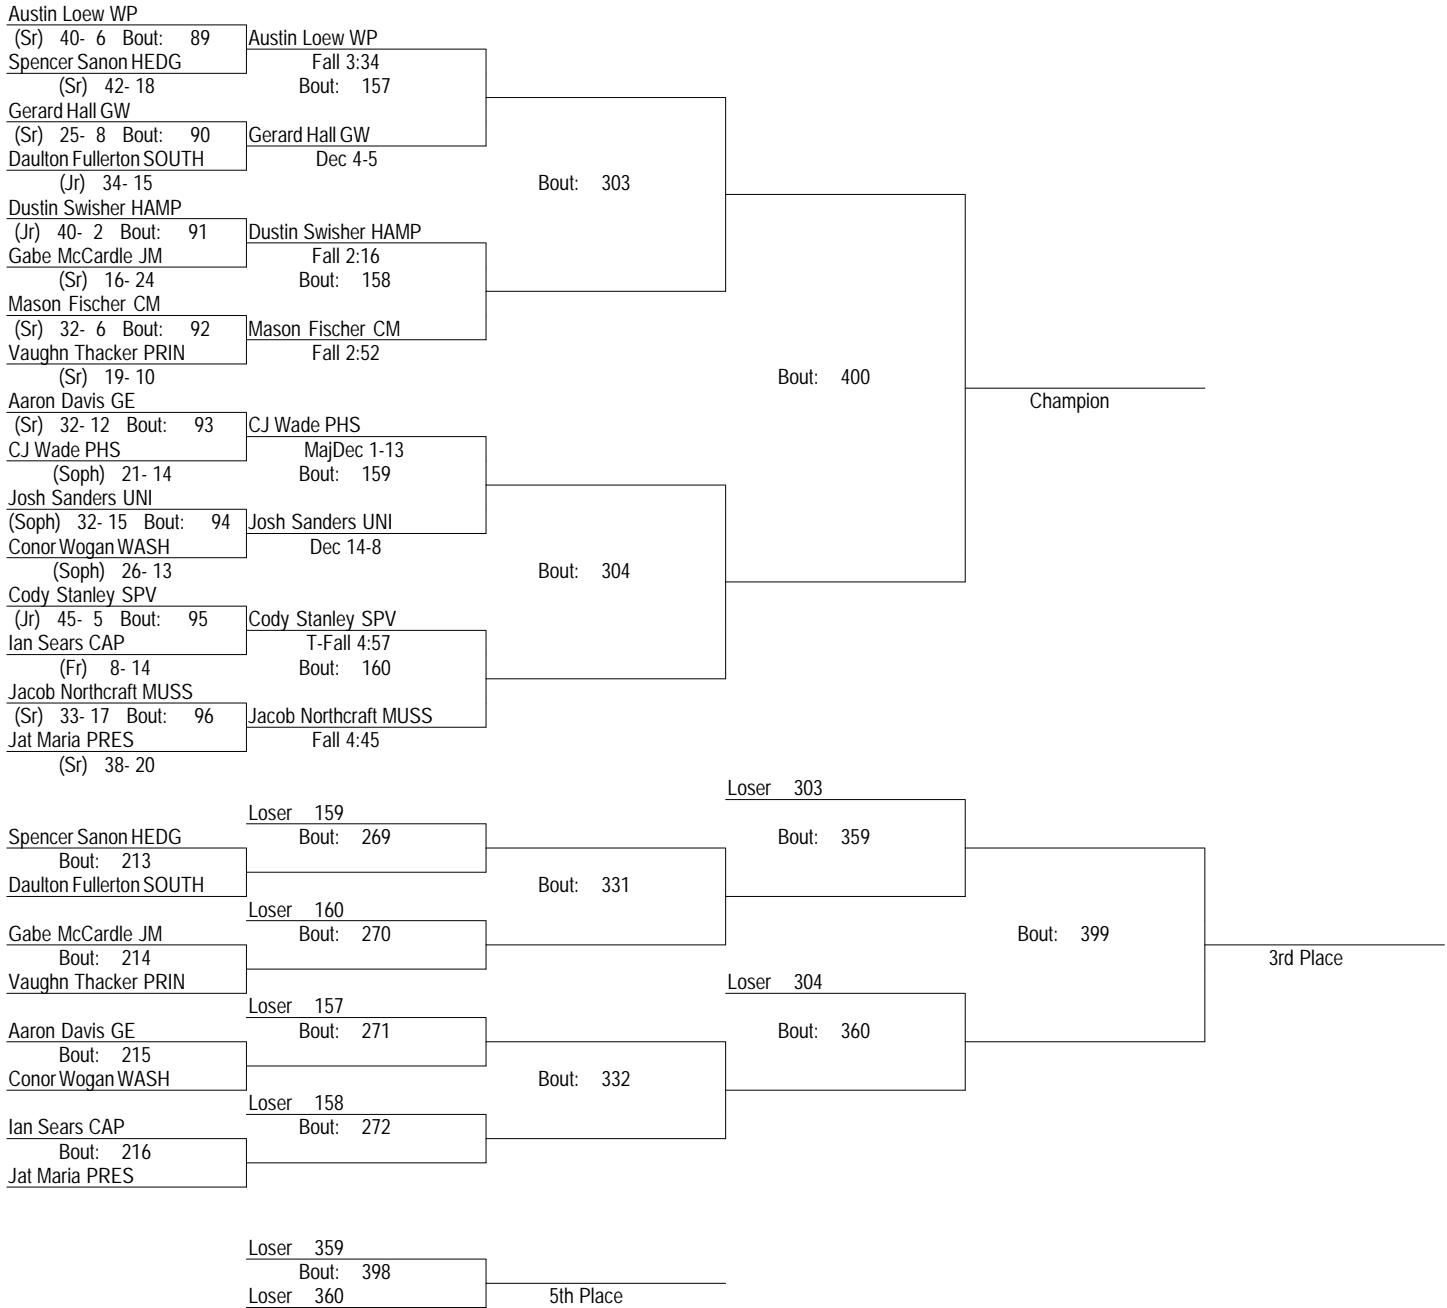 Austin Loew WP
(Sr) 40- 6 Bout: 89
Austin Loew WP
Spencer Sanon HEDG
Fall 3:34
(Sr) 42- 18
Bout: 157
Gerard Hall GW
(Sr) 25- 8 Bout: 90
Gerard Hall GW
Daulton Fullerton SOUTH
Dec 4-5
(Jr) 34- 15
Bout: 303
Dustin Swisher HAMP
(Jr) 40- 2 Bout: 91
Dustin Swisher HAMP
Gabe McCardle JM
Fall 2:16
(Sr) 16- 24
Bout: 158
Mason Fischer CM
(Sr) 32- 6 Bout: 92
Mason Fischer CM
Vaughn Thacker PRIN
Fall 2:52
(Sr) 19- 10
Bout: 400
Aaron Davis GE
Champion
(Sr) 32- 12 Bout: 93
CJ Wade PHS
CJ Wade PHS
MajDec 1-13
(Soph) 21- 14
Bout: 159
Josh Sanders UNI
(Soph) 32- 15 Bout: 94
Josh Sanders UNI
Conor Wogan WASH
Dec 14-8
(Soph) 26- 13
Bout: 304
Cody Stanley SPV
(Jr) 45- 5 Bout: 95
Cody Stanley SPV
Ian Sears CAP
T-Fall 4:57
(Fr) 8- 14
Bout: 160
Jacob Northcraft MUSS
(Sr) 33- 17 Bout: 96
Jacob Northcraft MUSS
Jat Maria PRES
Fall 4:45
(Sr) 38- 20
Loser 303
Loser 159
Spencer Sanon HEDG
Bout: 269
Bout: 359
Bout: 213
Daulton Fullerton SOUTH
Bout: 331
Loser 160
Gabe McCardle JM
Bout: 270
Bout: 399
Bout: 214
3rd Place
Vaughn Thacker PRIN
Loser 304
Loser 157
Aaron Davis GE
Bout: 271
Bout: 360
Bout: 215
Conor Wogan WASH
Bout: 332
Loser 158
Ian Sears CAP
Bout: 272
Bout: 216
Jat Maria PRES
Loser 359
Bout: 398
Loser 360
5th Place